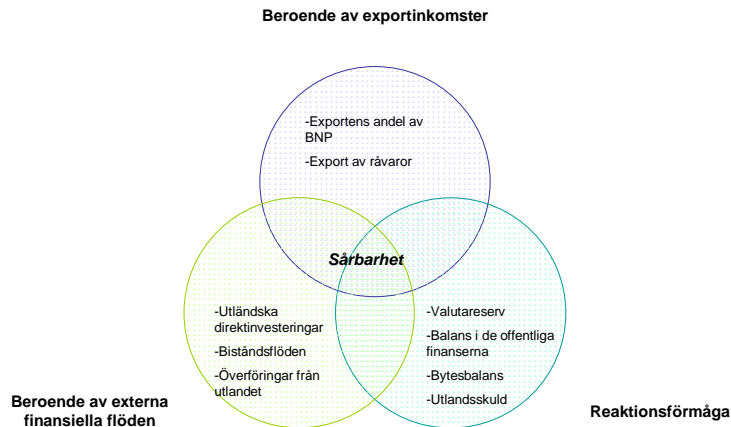 Beroende av exportinkomster
-Exportens andel av
BNP
-Export av råvaror
Sårbarhet
-Utländska
direktinvesteringar
-Biståndsflöden
-Överföringar från
utlandet
-Valutareserv
-Balans i de offentliga
finanserna
-Bytesbalans
-Utlandsskuld
Beroende av externa
finansiella flöden
Reaktionsförmåga